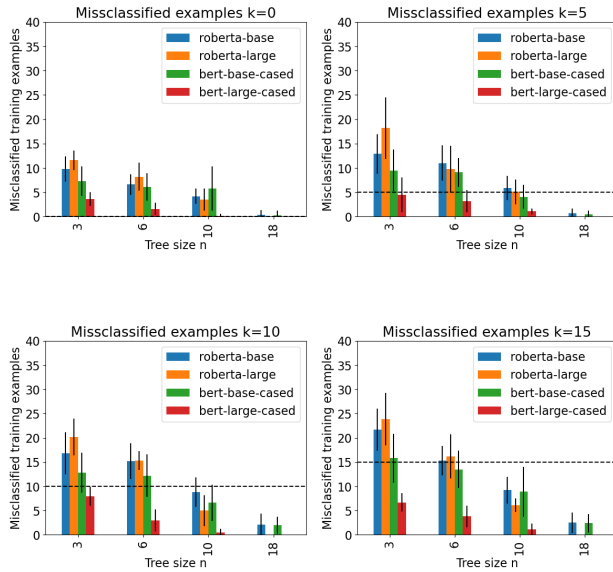 Missclassified examples k=0
Misclassified training examples
40
35
30
25
20
15
10
5
0
roberta-base
roberta-large
bert-base-cased
bert-large-cased
3
6
10
18
Tree size n
Missclassified examples k=5
Misclassified training examples
40
35
30
25
20
15
10
5
0
roberta-base
roberta-large
bert-base-cased
bert-large-cased
3
6
10
18
Tree size n
Missclassified examples k=10
Misclassified training examples
40
35
30
25
20
15
10
5
0
roberta-base
roberta-large
bert-base-cased
bert-large-cased
3
6
10
18
Tree size n
Missclassified examples k=15
Misclassified training examples
40
35
30
25
20
15
10
5
0
roberta-base
roberta-large
bert-base-cased
bert-large-cased
3
6
10
18
Tree size n